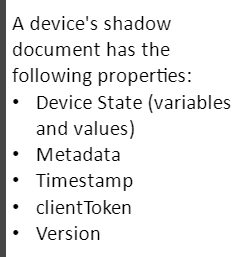 A device's shadow
document has the
following properties:
• Device State (variables
and values)
• Metadata
• Timestamp
• clientToken
• Version